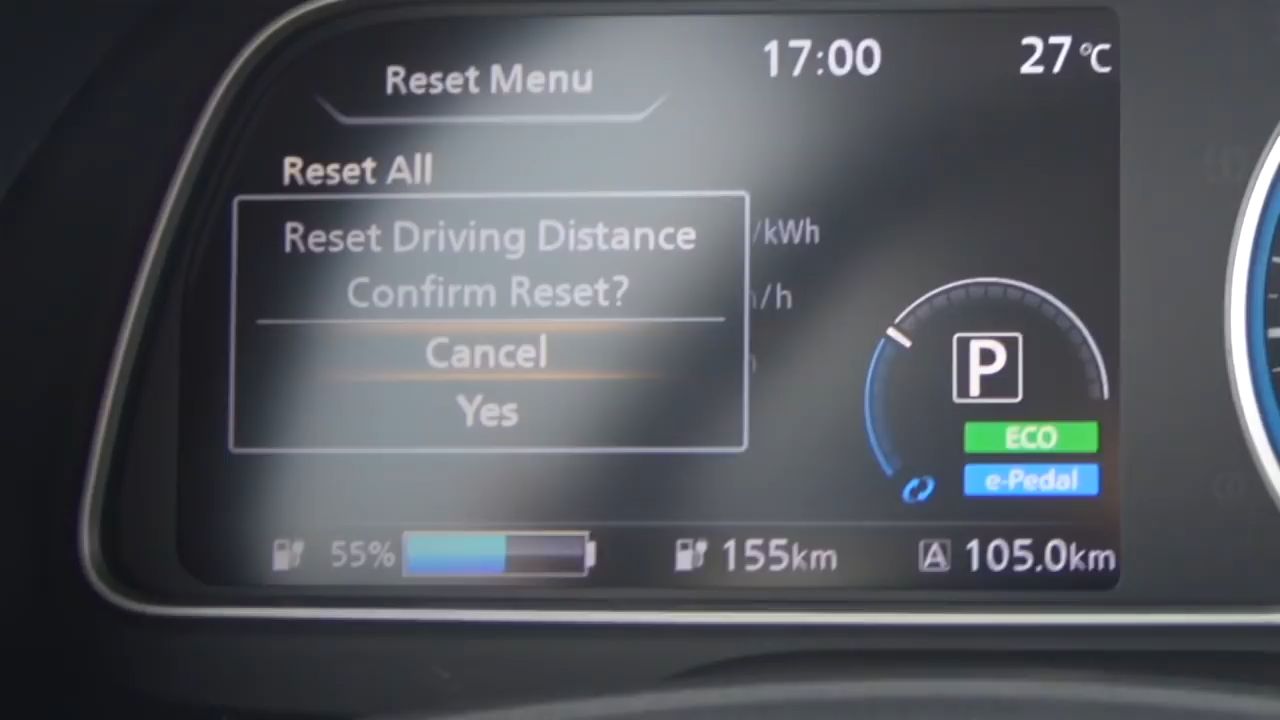 Reset Menu
17:00
27°C
Reset All
Reset Driving Distance
Confirm Reset?
Cancel
Yes
/kWh
/h
P
ECO
e-Pedal
55%
155km
A 105.0km